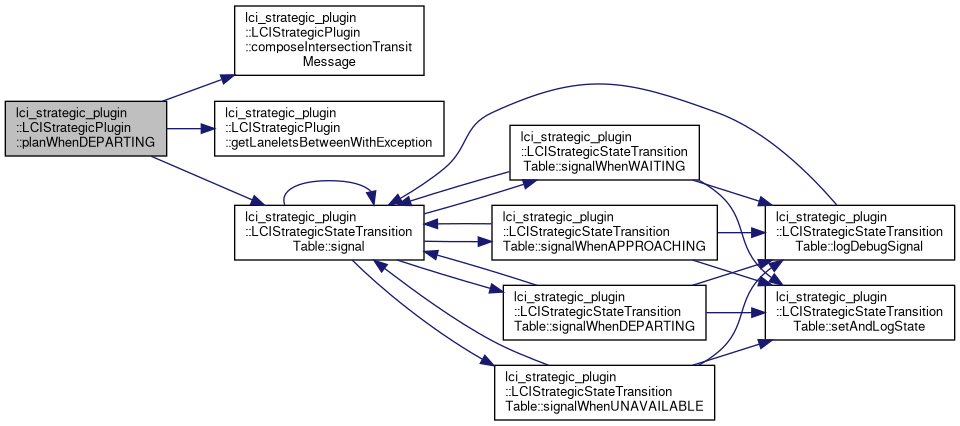 lci_strategic_plugin
::LCIStrategicPlugin
::composeIntersectionTransit
Message
lci_strategic_plugin
::LCIStrategicPlugin
::planWhenDEPARTING
lci_strategic_plugin
::LCIStrategicPlugin
::getLaneletsBetweenWithException
lci_strategic_plugin
::LCIStrategicStateTransition
Table::signal
lci_strategic_plugin
::LCIStrategicStateTransition
Table::signalWhenWAITING
lci_strategic_plugin
::LCIStrategicStateTransition
Table::signalWhenAPPROACHING
lci_strategic_plugin
::LCIStrategicStateTransition
Table::signalWhenDEPARTING
lci_strategic_plugin
::LCIStrategicStateTransition
Table::signalWhenUNAVAILABLE
lci_strategic_plugin
::LCIStrategicStateTransition
Table::logDebugSignal
lci_strategic_plugin
::LCIStrategicStateTransition
Table::setAndLogState